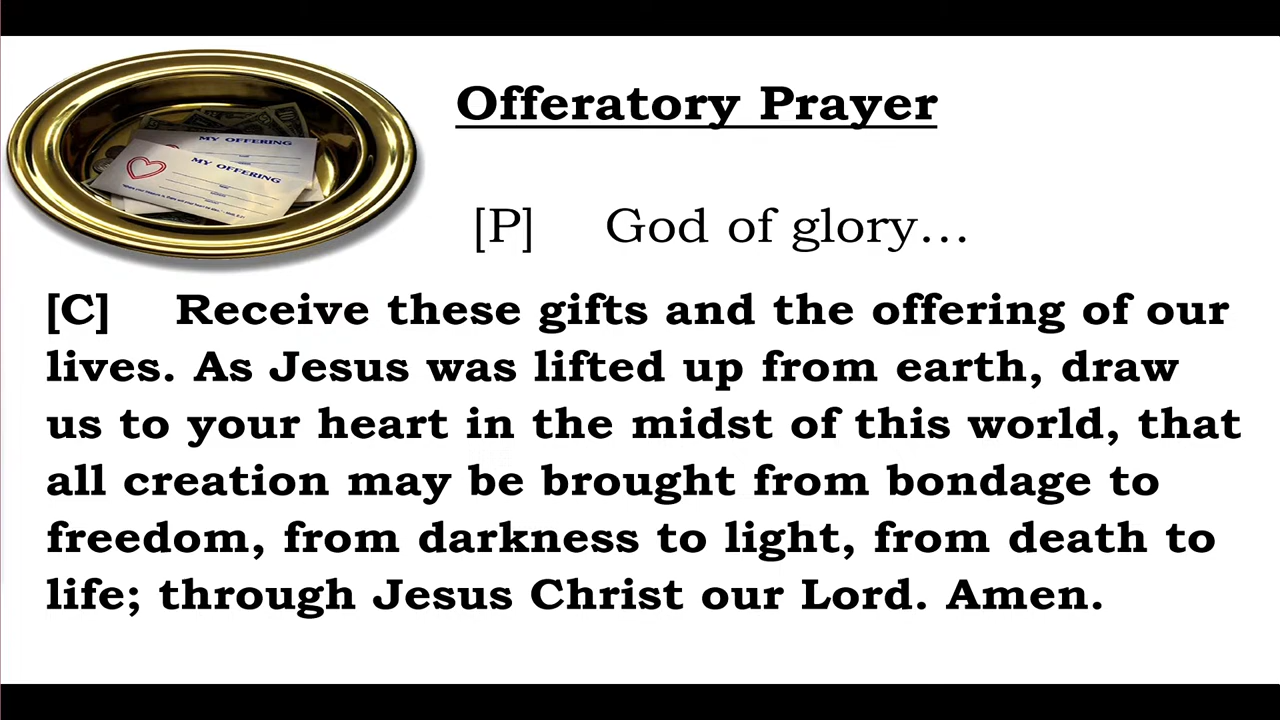 Offeratory Prayer
MY OFFERING
MY OFFERING
[P] God of glory...
[C] Receive these gifts and the offering of our
lives. As Jesus was lifted up from earth, draw
us to your heart in the midst of this world, that
all creation may be brought from bondage to
freedom, from darkness to light, from death to
life; through Jesus Christ our Lord. Amen.